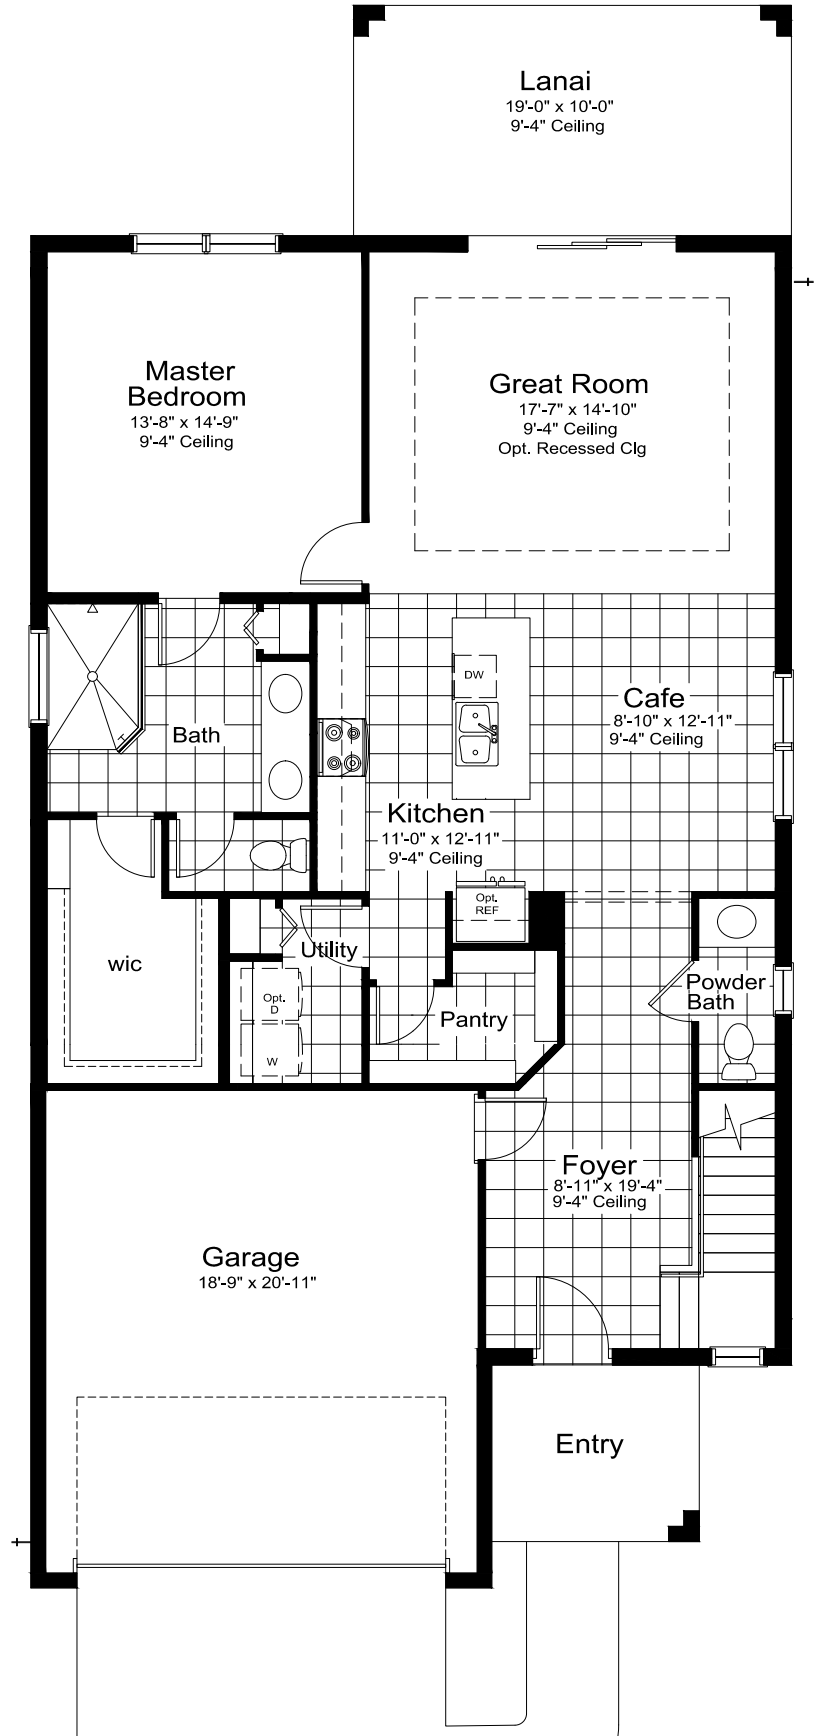 Lanai
19'-0" x 10'-0"
9'-4" Ceiling
Master
Bedroom
13'-8" x 14'-9"
9'-4" Ceiling
Great Room
17'-7" x 14'-10"
9'-4" Ceiling
Opt. Recessed Clg
DW
Cafe
8'-10" x 12'-11"
9'-4" Ceiling
Bath
Kitchen
11'-0" x 12'-11"
9'-4" Ceiling
Opt.
REF
Utility
wic
Powder
Bath
Opt.
D
Pantry
W
Foyer
8'-11" x 19'-4"
9'-4" Ceiling
Garage
18'-9" x 20'-11"
Entry